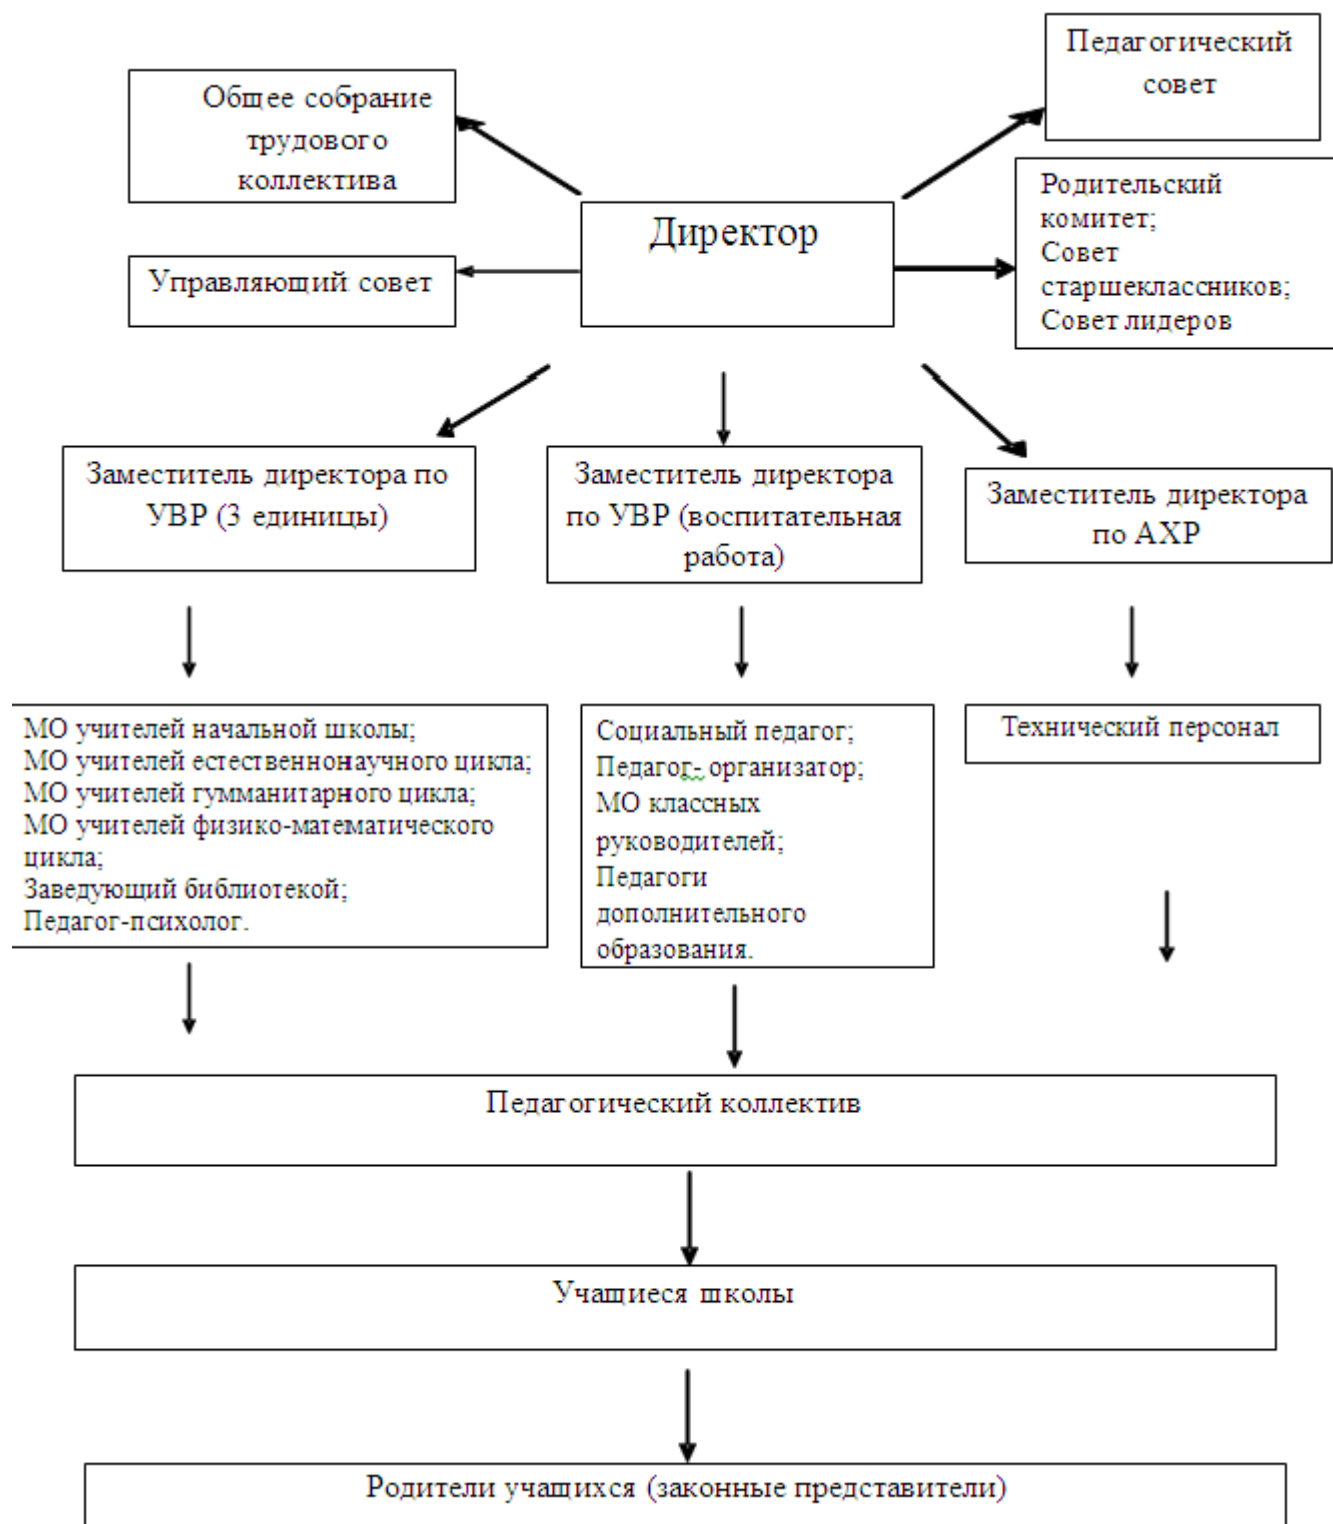 Педагогический
совет
Общее собрание
трудового
коллектива
Родительский
комитет;
Совет
старшеклассников;
Совет лидеров
Директор
Управляющий совет
Заместитель директора по
УВР (3 единицы)
Заместитель директора
по УВР (воспитательная
работа)
Заместитель директора
по АХР
МО учителей начальной школы;
МО учителей естественнонаучного цикла;
МО учителей гумманитарного цикла;
МО учителей физико-математического
цикла;
Заведующий библиотекой;
Педагог-психолог.
Социальный педагог;
Педагог- организатор;
МО классных
руководителей;
Педагоги
дополнительного
образования.
Технический персонал
Педагогический коллектив
Учащиеся школы
Родители учащихся (законные представители)